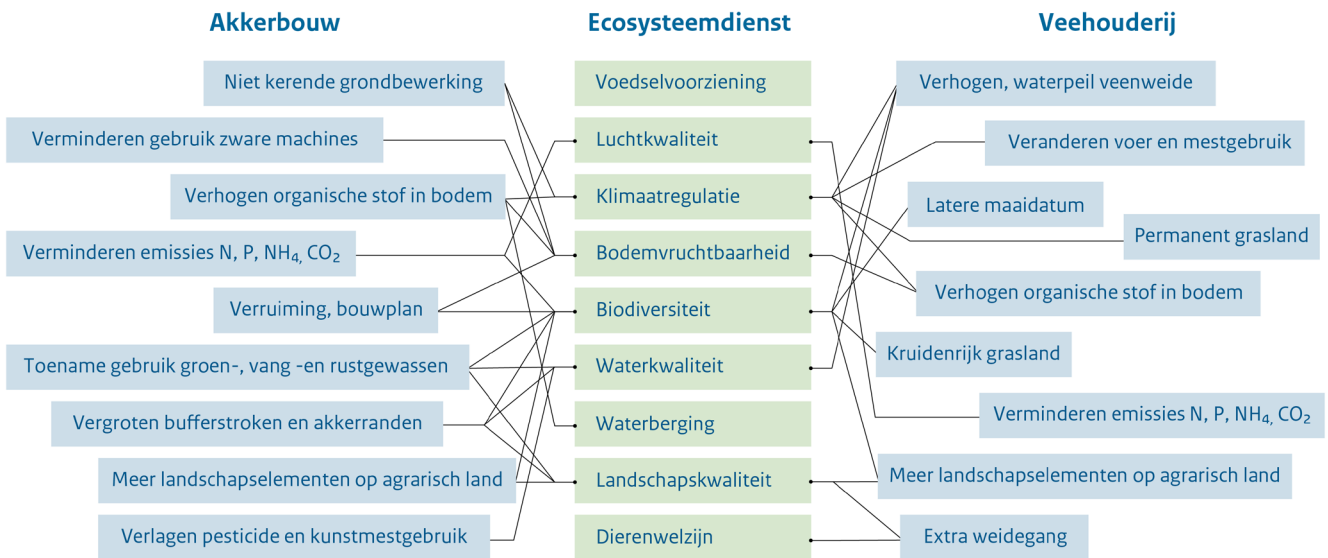 Akkerbouw
Niet kerende grondbewerking
Verminderen gebruik zware machines
Verhogen organische stof in bodem
Verminderen emissies N, P, NH₄, CO₂
Verruiming, bouwplan
Toename gebruik groen-, vang -en rustgewassen
Vergroten bufferstroken en akkerranden
Meer landschapselementen op agrarisch land
Verlagen pesticide en kunstmestgebruik
Ecosysteemdienst
Voedselvoorziening
Luchtkwaliteit
Klimaatregulatie
Bodemvruchtbaarheid
Biodiversiteit
Waterkwaliteit
Waterberging
Landschapskwaliteit
Dierenwelzijn
Veehouderij
Verhogen, waterpeil veenweide
Veranderen voer en mestgebruik
Latere maaidatum
Permanent grasland
Verhogen organische stof in bodem
Kruidenrijk grasland
Verminderen emissies N, P, NH₄, CO₂
Meer landschapselementen op agrarisch land
Extra weidegang